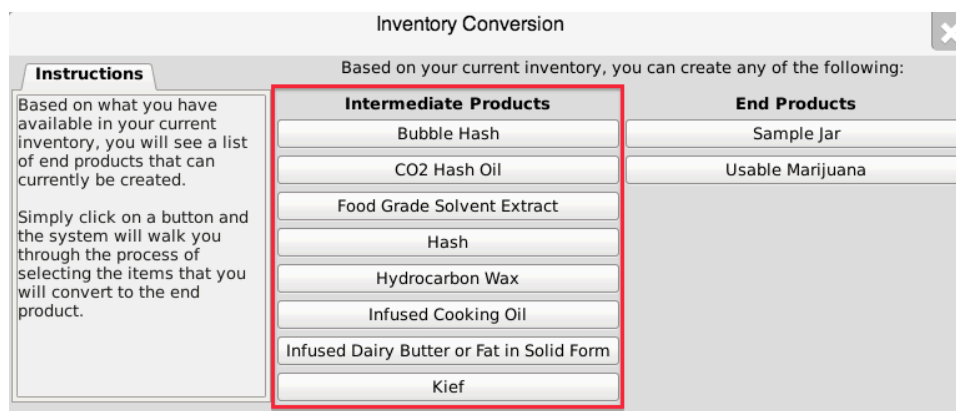 Inventory Conversion
Instructions
Based on what you have
available in your current
inventory, you will see a list
of end products that can
currently be created.
Simply click on a button and
the system will walk you
through the process of
selecting the items that you
will convert to the end
product.
Based on your current inventory, you can create any of the following:
Intermediate Products
Bubble Hash
CO2 Hash Oil
Food Grade Solvent Extract
Hash
Hydrocarbon Wax
Infused Cooking Oil
Infused Dairy Butter or Fat in Solid Form
Kief
End Products
Sample Jar
Usable Marijuana